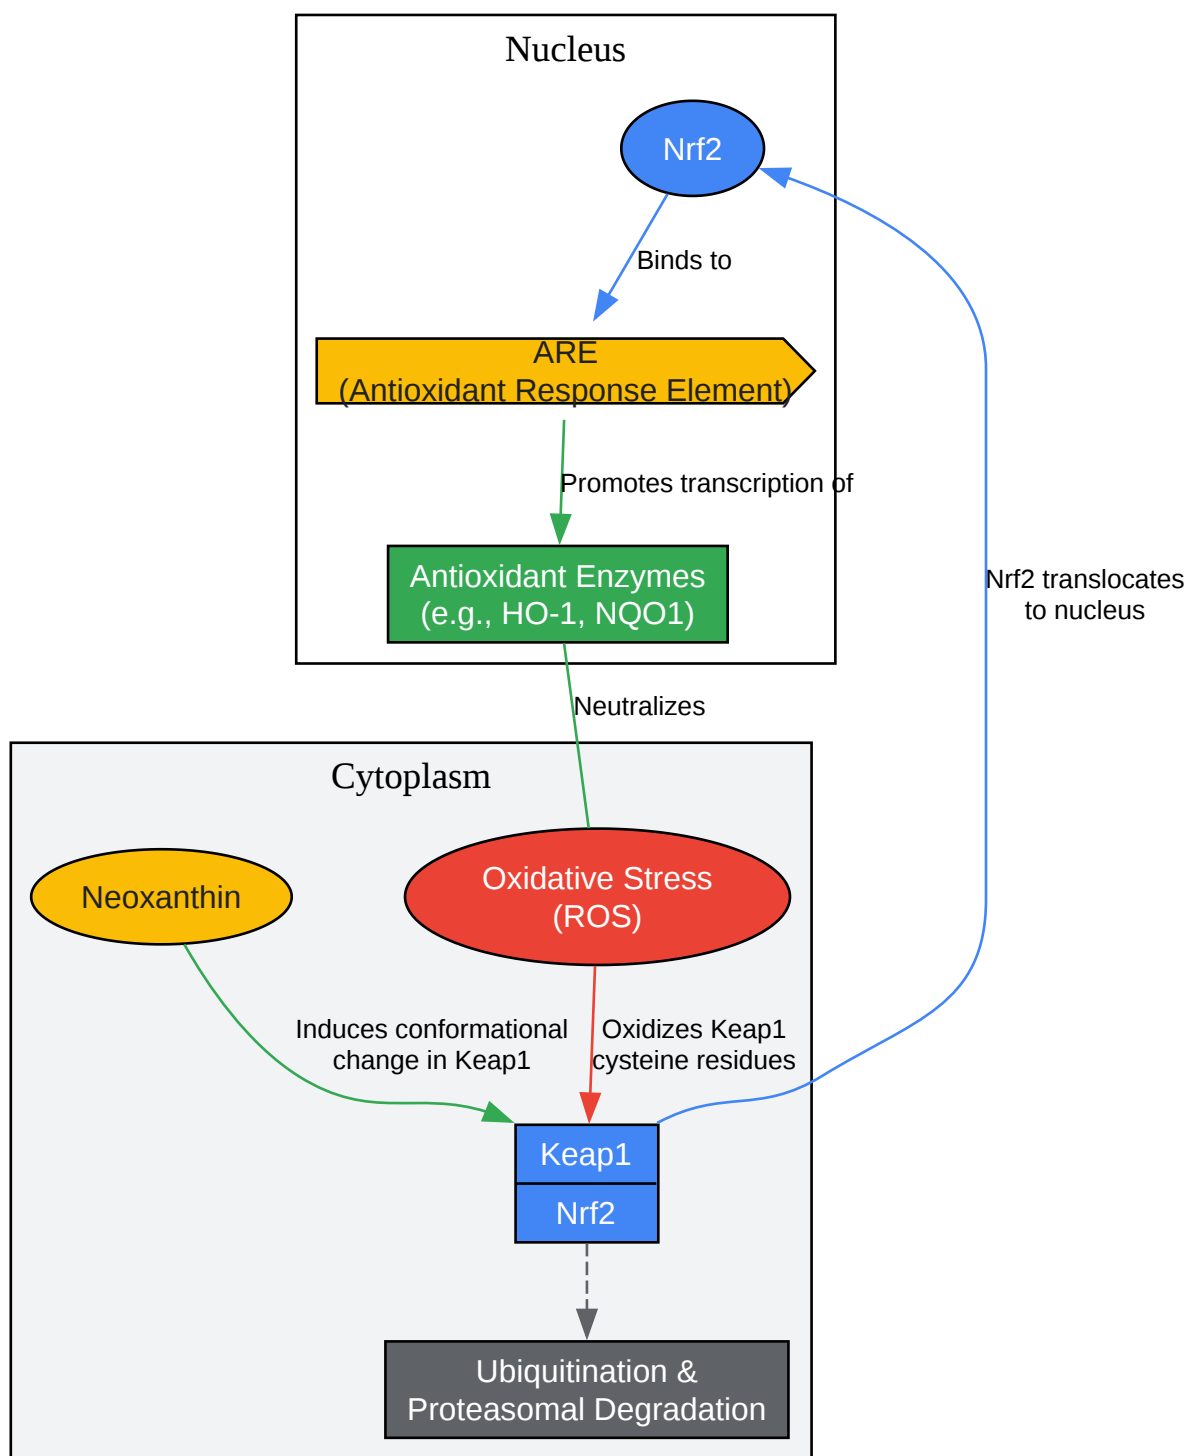 Nucleus
Nrf2
Binds to
ARE
(Antioxidant Response Element)
Promotes transcription of
Antioxidant Enzymes
(e.g., HO-1, NQO1)
Nrf2 translocates
to nucleus
Neutralizes
Cytoplasm
Neoxanthin
Oxidative Stress
(ROS)
Induces conformational
change in Keap1
Oxidizes Keap1
cysteine residues
Keap1
Nrf2
Ubiquitination &
Proteasomal Degradation